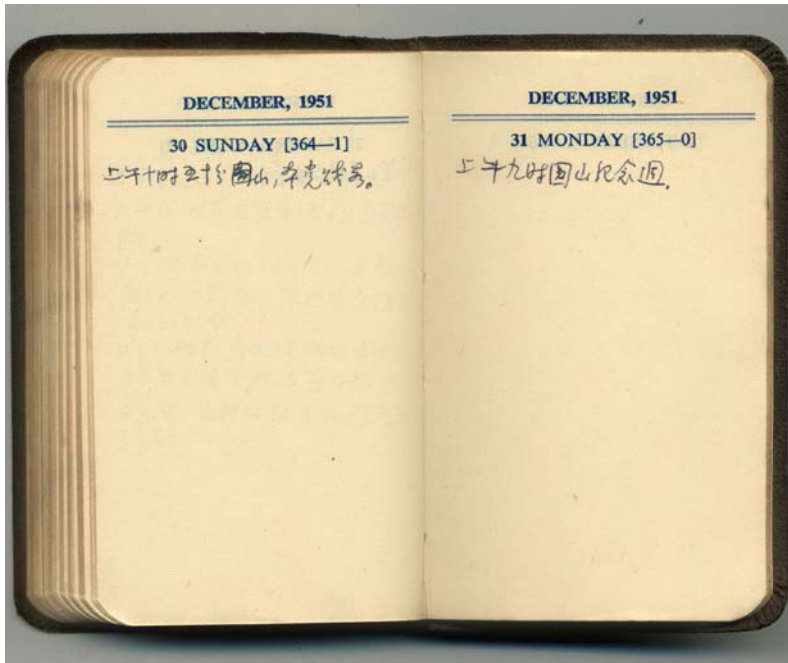 DECEMBER, 1951
30 SUNDAY [364—1]
上午十时五十分圆山,
DECEMBER, 1951
31 MONDAY [365—0]
上午九时圆山纪念週.